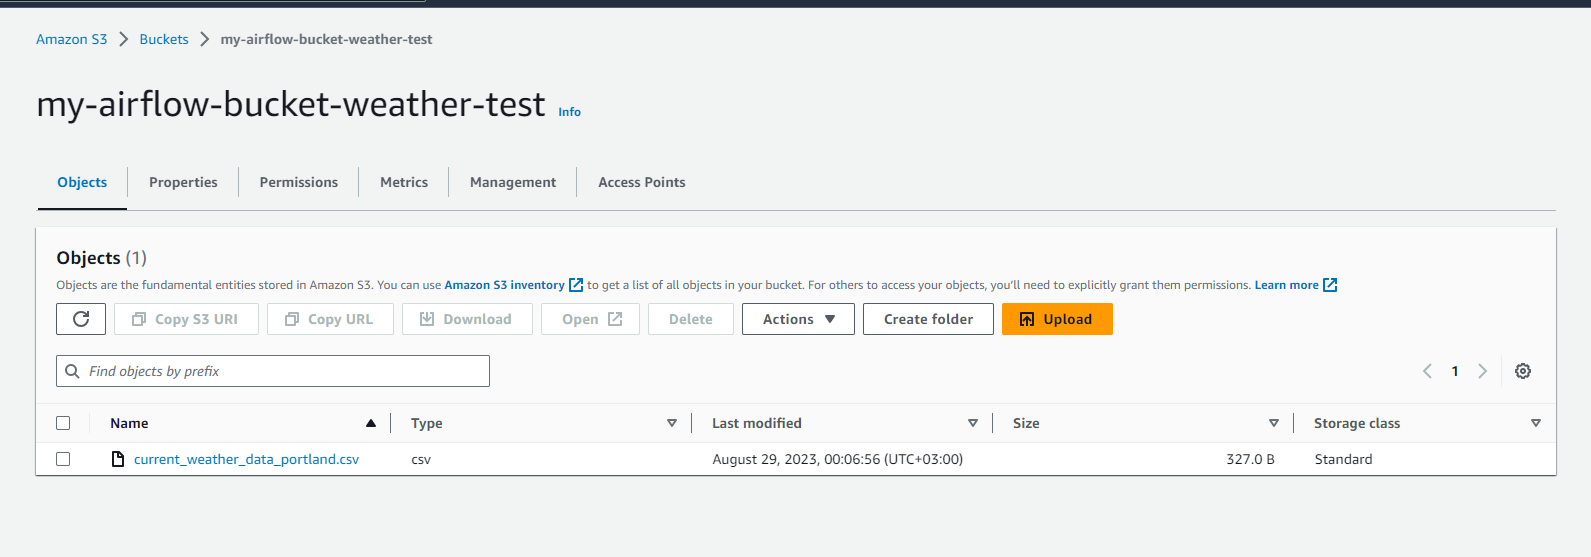 Amazon S3 > Buckets > my-airflow-bucket-weather-test
my-airflow-bucket-weather-test Info
Objects Properties Permissions Metrics Management Access Points
Objects (1)
Objects are the fundamental entities stored in Amazon S3. You can use Amazon S3 inventory to get a list of all objects in your bucket. For others to access your objects, you'll need to explicitly grant them permissions. Learn more
Copy S3 URI Copy URL Download Open Delete Actions Create folder Upload
Find objects by prefix 1
Name Type Last modified Size Storage class
current_weather_data_portland.csv csv August 29, 2023, 00:06:56 (UTC+03:00) 327.0 B Standard